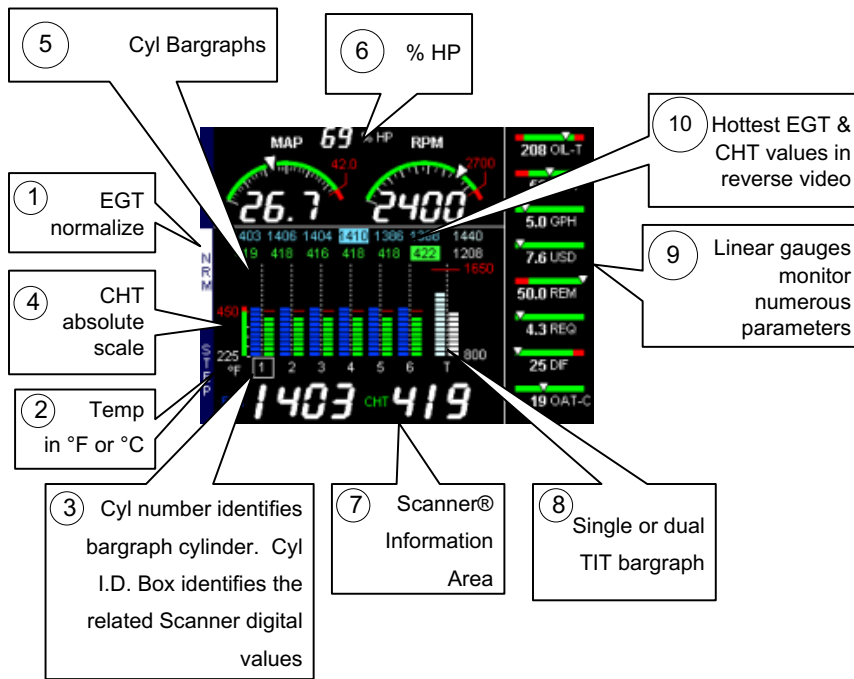 5 Cyl Bargraphs
6 % HP
10 Hottest EGT &
CHT values in
reverse video
1 EGT
normalize
4 CHT
absolute
scale
2 Temp
in °F or °C
MAP 69 % HP RPM
42.0 2700
26.7 2400
403 1406 1404 1410 1386 1440
19 418 416 418 418 422 1208
1650
NRM
450
225
°F
800
1 2 3 4 5 6 T
STEP
1403 CHT 419
208 OIL-T
5.0 GPH
7.6 USD
50.0 REM
4.3 REQ
25 DIF
19 OAT-C
9 Linear gauges
monitor
numerous
parameters
3 Cyl number identifies
bargraph cylinder. Cyl
I.D. Box identifies the
related Scanner digital
values
7 Scanner®
Information
Area
8 Single or dual
TIT bargraph